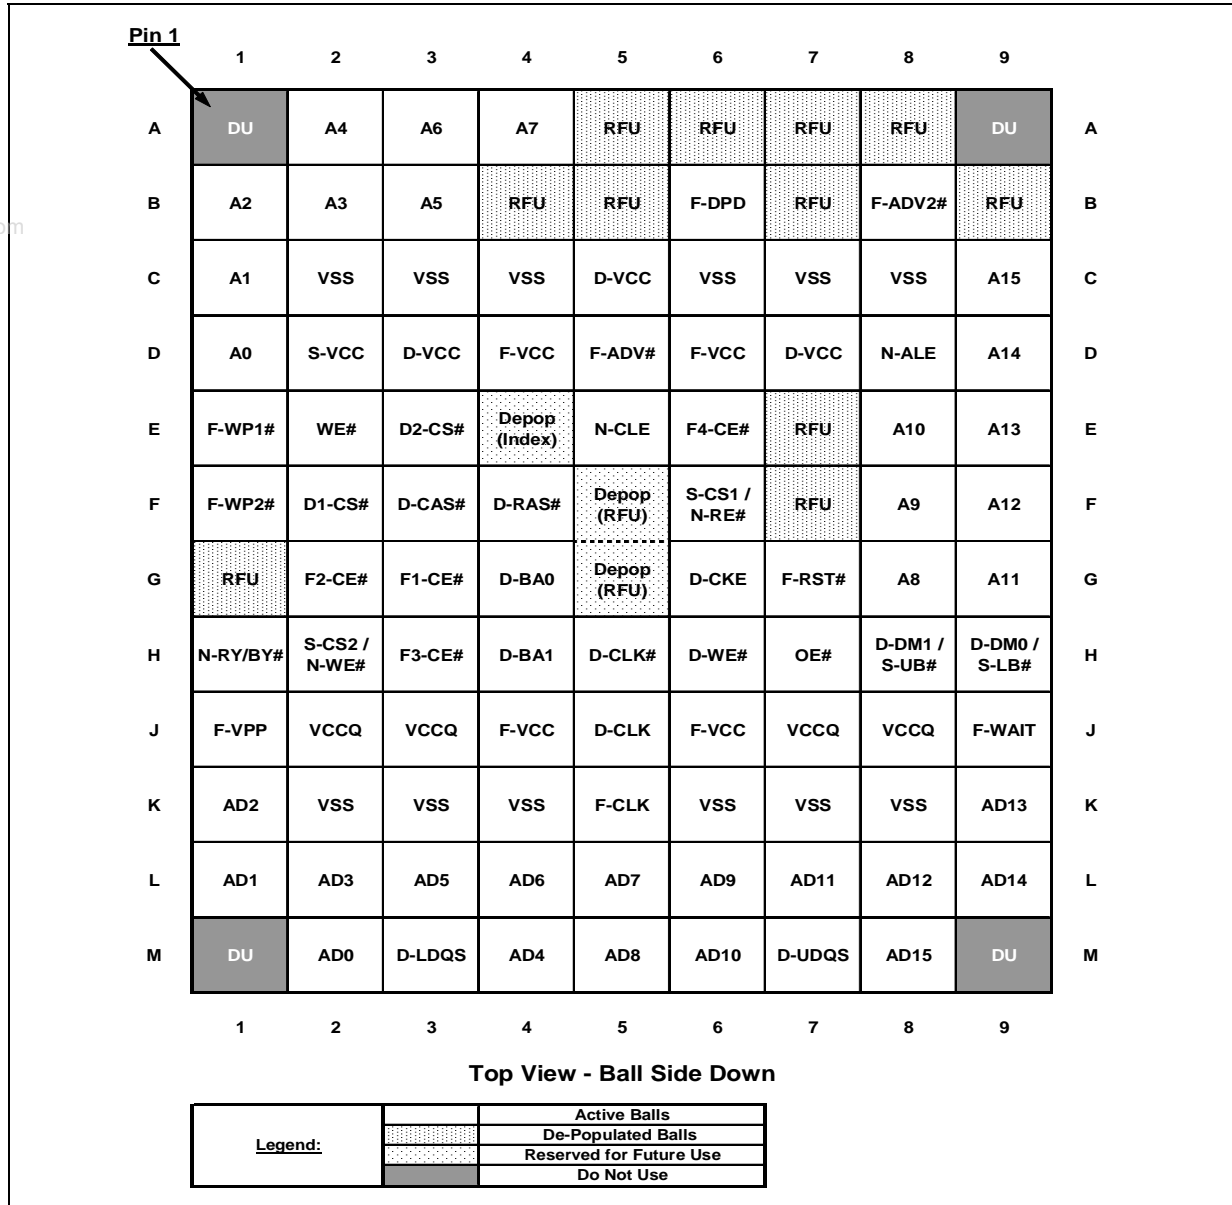 Pin 1
1 2 3 4 5 6 7 8 9
A DU A4 A6 A7 RFU RFU RFU RFU DU A
B A2 A3 A5 RFU RFU F-DPD RFU F-ADV2# RFU B
om
C A1 VSS VSS VSS D-VCC VSS VSS VSS A15 C
D A0 S-VCC D-VCC F-VCC F-ADV# F-VCC D-VCC N-ALE A14 D
E F-WP1# WE# D2-CS# Depop (Index) N-CLE F4-CE# RFU A10 A13 E
F F-WP2# D1-CS# D-CAS# D-RAS# Depop (RFU) S-CS1 / N-RE# RFU A9 A12 F
G RFU F2-CE# F1-CE# D-BA0 Depop (RFU) D-CKE F-RST# A8 A11 G
H N-RY/BY# S-CS2 / N-WE# F3-CE# D-BA1 D-CLK# D-WE# OE# D-DM1 / S-UB# D-DM0 / S-LB# H
J F-VPP VCCQ VCCQ F-VCC D-CLK F-VCC VCCQ VCCQ F-WAIT J
K AD2 VSS VSS VSS F-CLK VSS VSS VSS AD13 K
L AD1 AD3 AD5 AD6 AD7 AD9 AD11 AD12 AD14 L
M DU AD0 D-LDQS AD4 AD8 AD10 D-UDQS AD15 DU M
1 2 3 4 5 6 7 8 9
Top View - Ball Side Down
Legend:
Active Balls
De-Populated Balls
Reserved for Future Use
Do Not Use